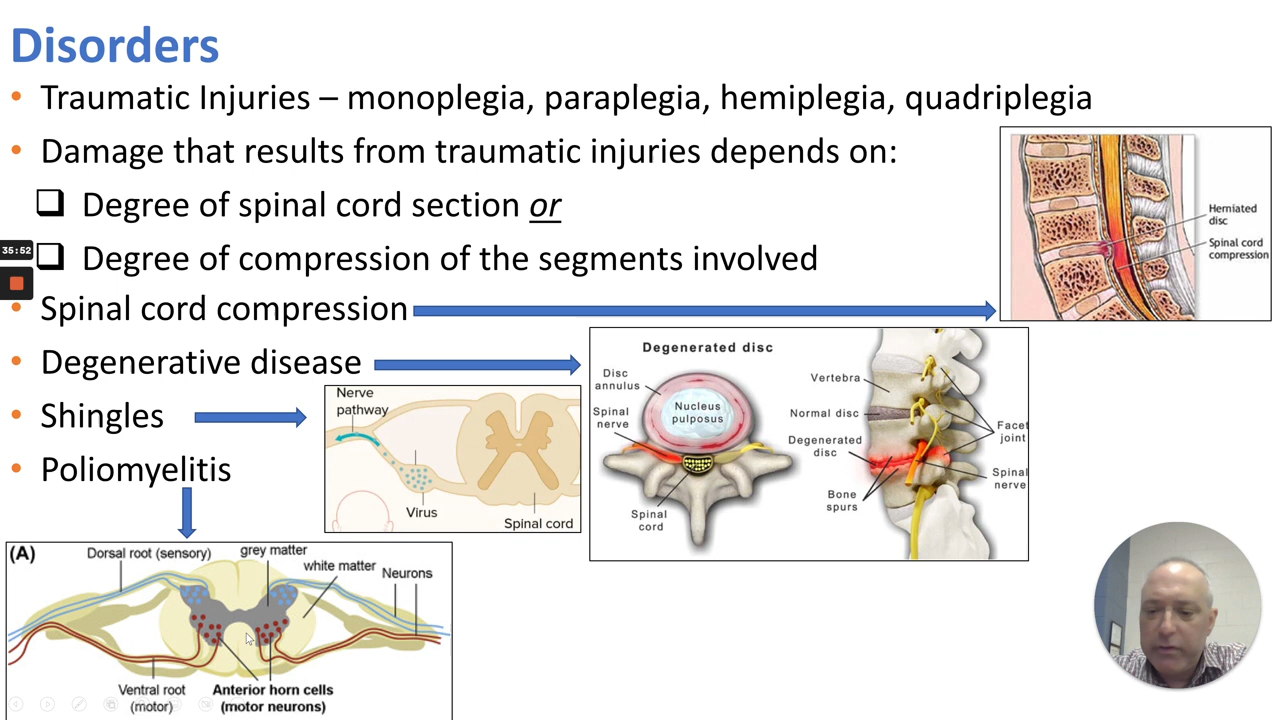 Disorders
• Traumatic Injuries – monoplegia, paraplegia, hemiplegia, quadriplegia
• Damage that results from traumatic injuries depends on:
❑ Degree of spinal cord section or
❑ Degree of compression of the segments involved
35:52
• Spinal cord compression
• Degenerative disease
• Shingles
• Poliomyelitis
Herniated
disc
Spinal cord
compression
Degenerated disc
Disc
annulus
Nucleus
pulposus
Spinal
nerve
Spinal
cord
Vertebra
Normal disc
Degenerated
disc
Bone
spurs
Facet
joint
Spinal
nerve
Nerve
pathway
Virus
Spinal cord
(A)
Dorsal root (sensory)
grey matter
white matter
Neurons
Ventral root
(motor)
Anterior horn cells
(motor neurons)